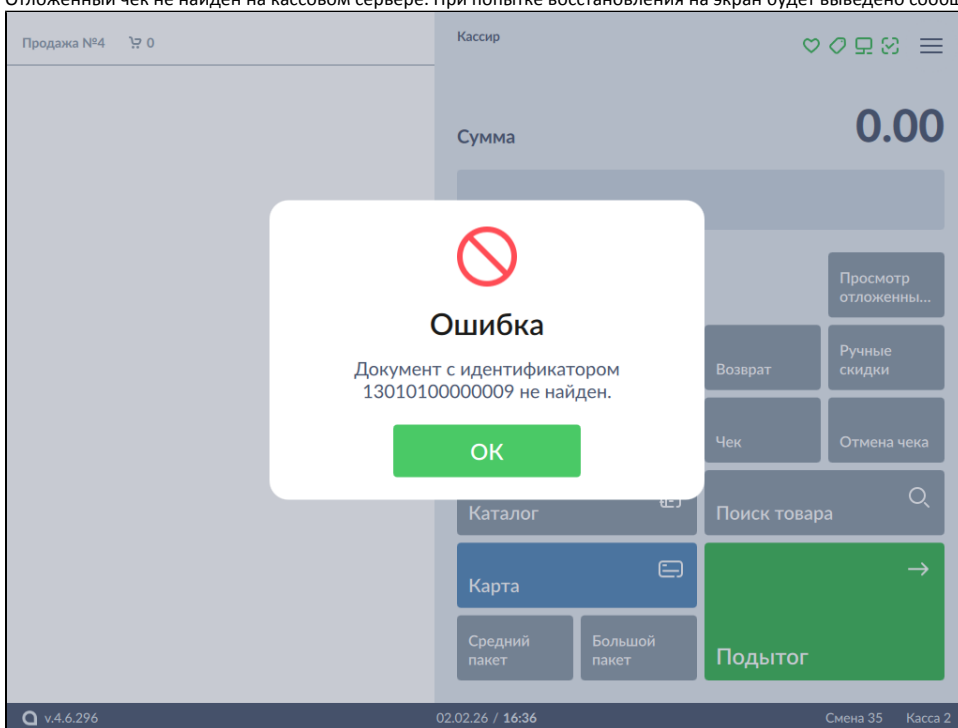 Отложенный чек не найден на кассовом сервере. При попытке восстановления на экран будет выведено
Продажа №4 0
Кассир
Сумма
0.00
Просмотр
отложенны...
Ошибка
Документ с идентификатором
13010100000009 не найден.
ОК
Возврат
Ручные
скидки
Чек
Отмена чека
Каталог
Поиск товара
Карта
Средний
пакет
Большой
пакет
Подытог
v.4.6.296
02.02.26 / 16:36
Смена 35
Касса 2